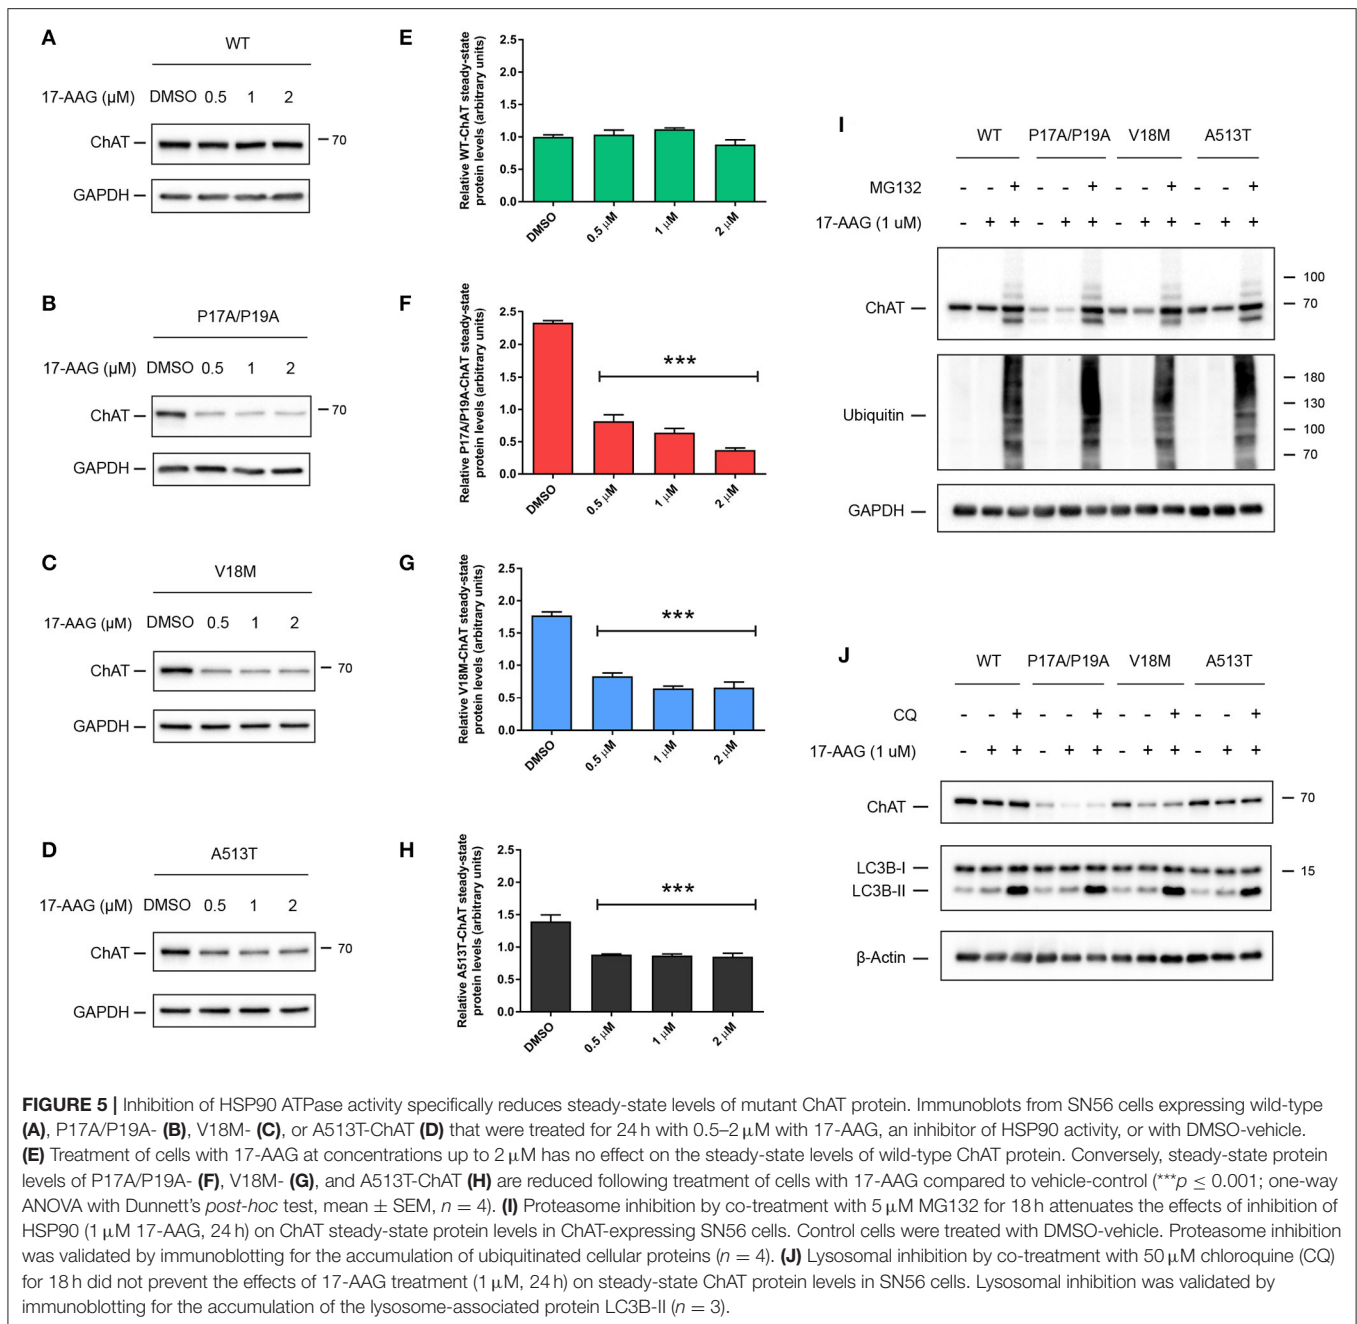 A
WT
17-AAG (µM) DMSO 0.5 1 2
ChAT
70
GAPDH
E
Relative WT-ChAT steady-state
protein levels (arbitrary units)
2.5
2.0
1.5
1.0
0.5
0.0
DMSO
0.5 µM
1 µM
2 µM
B
P17A/P19A
17-AAG (µM) DMSO 0.5 1 2
ChAT
70
GAPDH
F
Relative P17A/P19A-ChAT steady-state
protein levels (arbitrary units)
2.5
2.0
1.5
1.0
0.5
0.0
***
DMSO
0.5 µM
1 µM
2 µM
C
V18M
17-AAG (µM) DMSO 0.5 1 2
ChAT
70
GAPDH
G
Relative V18M-ChAT steady-state
protein levels (arbitrary units)
2.5
2.0
1.5
1.0
0.5
0.0
***
DMSO
0.5 µM
1 µM
2 µM
D
A513T
17-AAG (µM) DMSO 0.5 1 2
ChAT
70
GAPDH
H
Relative A513T-ChAT steady-state
protein levels (arbitrary units)
2.5
2.0
1.5
1.0
0.5
0.0
***
DMSO
0.5 µM
1 µM
2 µM
I
WT P17A/P19A V18M A513T
MG132 - - + - - + - - + - - +
17-AAG (1 uM) - + + - + + - + + - + +
ChAT
100
70
Ubiquitin
180
130
100
70
GAPDH
J
WT P17A/P19A V18M A513T
CQ - - + - - + - - + - - +
17-AAG (1 uM) - + + - + + - + + - + +
ChAT
70
LC3B-I
15
LC3B-II
β-Actin
FIGURE 5 | Inhibition of HSP90 ATPase activity specifically reduces steady-state levels of mutant ChAT protein. Immunoblots from SN56 cells expressing wild-type
(A), P17A/P19A- (B), V18M- (C), or A513T-ChAT (D) that were treated for 24 h with 0.5–2 µM with 17-AAG, an inhibitor of HSP90 activity, or with DMSO-vehicle.
(E) Treatment of cells with 17-AAG at concentrations up to 2 µM has no effect on the steady-state levels of wild-type ChAT protein. Conversely, steady-state protein
levels of P17A/P19A- (F), V18M- (G), and A513T-ChAT (H) are reduced following treatment of cells with 17-AAG compared to vehicle-control (***p ≤ 0.001; one-way
ANOVA with Dunnett's post-hoc test, mean ± SEM, n = 4). (I) Proteasome inhibition by co-treatment with 5 µM MG132 for 18 h attenuates the effects of inhibition of
HSP90 (1 µM 17-AAG, 24 h) on ChAT steady-state protein levels in ChAT-expressing SN56 cells. Control cells were treated with DMSO-vehicle. Proteasome inhibition
was validated by immunoblotting for the accumulation of ubiquitinated cellular proteins (n = 4). (J) Lysosomal inhibition by co-treatment with 50 µM chloroquine (CQ)
for 18 h did not prevent the effects of 17-AAG treatment (1 µM, 24 h) on steady-state ChAT protein levels in SN56 cells. Lysosomal inhibition was validated by
immunoblotting for the accumulation of the lysosome-associated protein LC3B-II (n = 3).